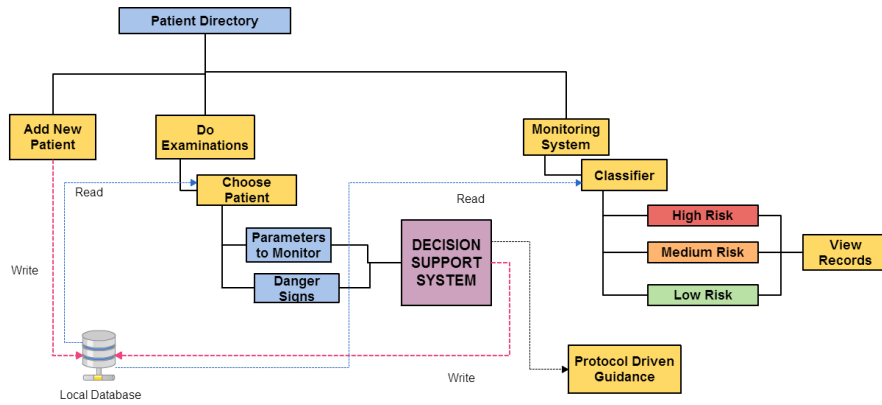 Patient Directory
Add New
Patient
Do
Examinations
Monitoring
System
Choose
Patient
Classifier
Read
Read
High Risk
Parameters
to Monitor
DECISION
SUPPORT
SYSTEM
Medium Risk
View
Records
Write
Danger
Signs
Low Risk
Protocol Driven
Guidance
Write
Local Database